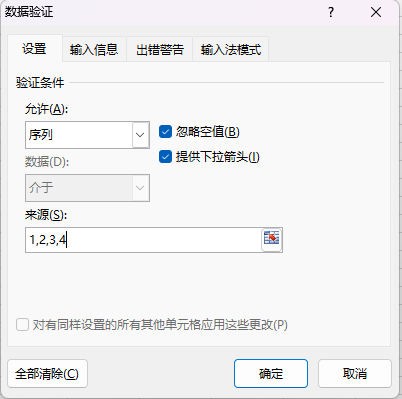 数据验证
设置 输入信息 出错警告 输入法模式
验证条件
允许(A):
序列 忽略空值(B)
数据(D): 提供下拉箭头(I)
介于
来源(S):
1,2,3,4
对有同样设置的所有其他单元格应用这些更改(P)
全部清除(C) 确定 取消